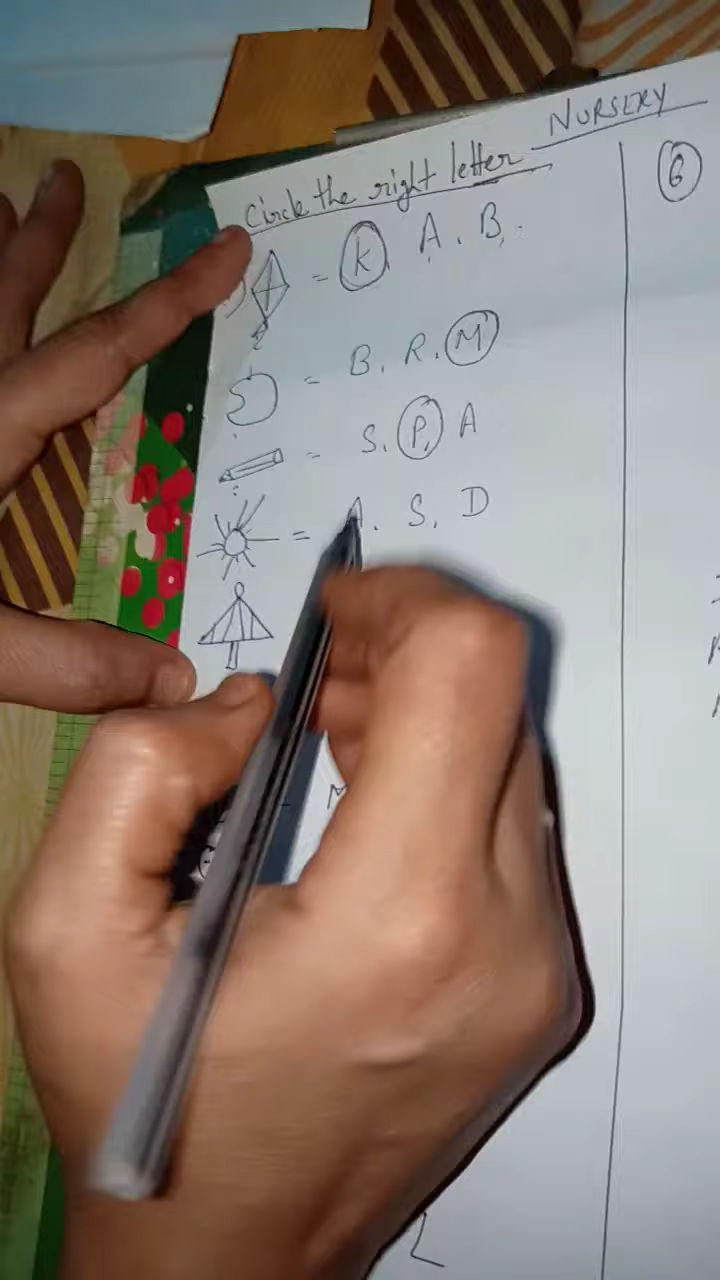 NURSERY
Circle the right letter
6
= K A . B .
= B . R . M
= S . P . A
= A . S . D